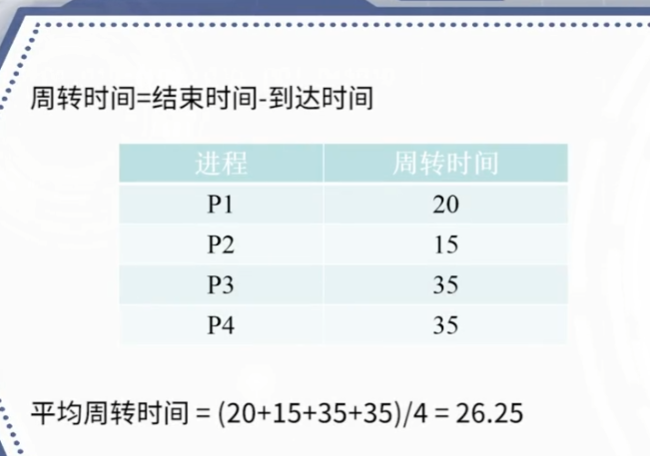 周转时间=结束时间-到达时间
进程 周转时间
P1 20
P2 15
P3 35
P4 35
平均周转时间 = (20+15+35+35)/4 = 26.25